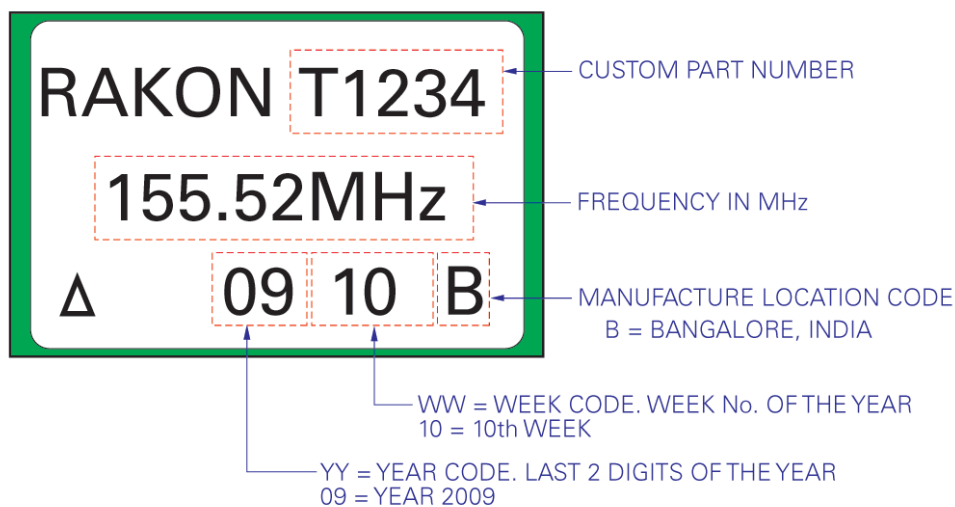 RAKON T1234
CUSTOM PART NUMBER
155.52MHz
FREQUENCY IN MHz
Δ 09 10 B
MANUFACTURE LOCATION CODE
B = BANGALORE, INDIA
WW = WEEK CODE. WEEK No. OF THE YEAR
10 = 10th WEEK
YY = YEAR CODE. LAST 2 DIGITS OF THE YEAR
09 = YEAR 2009